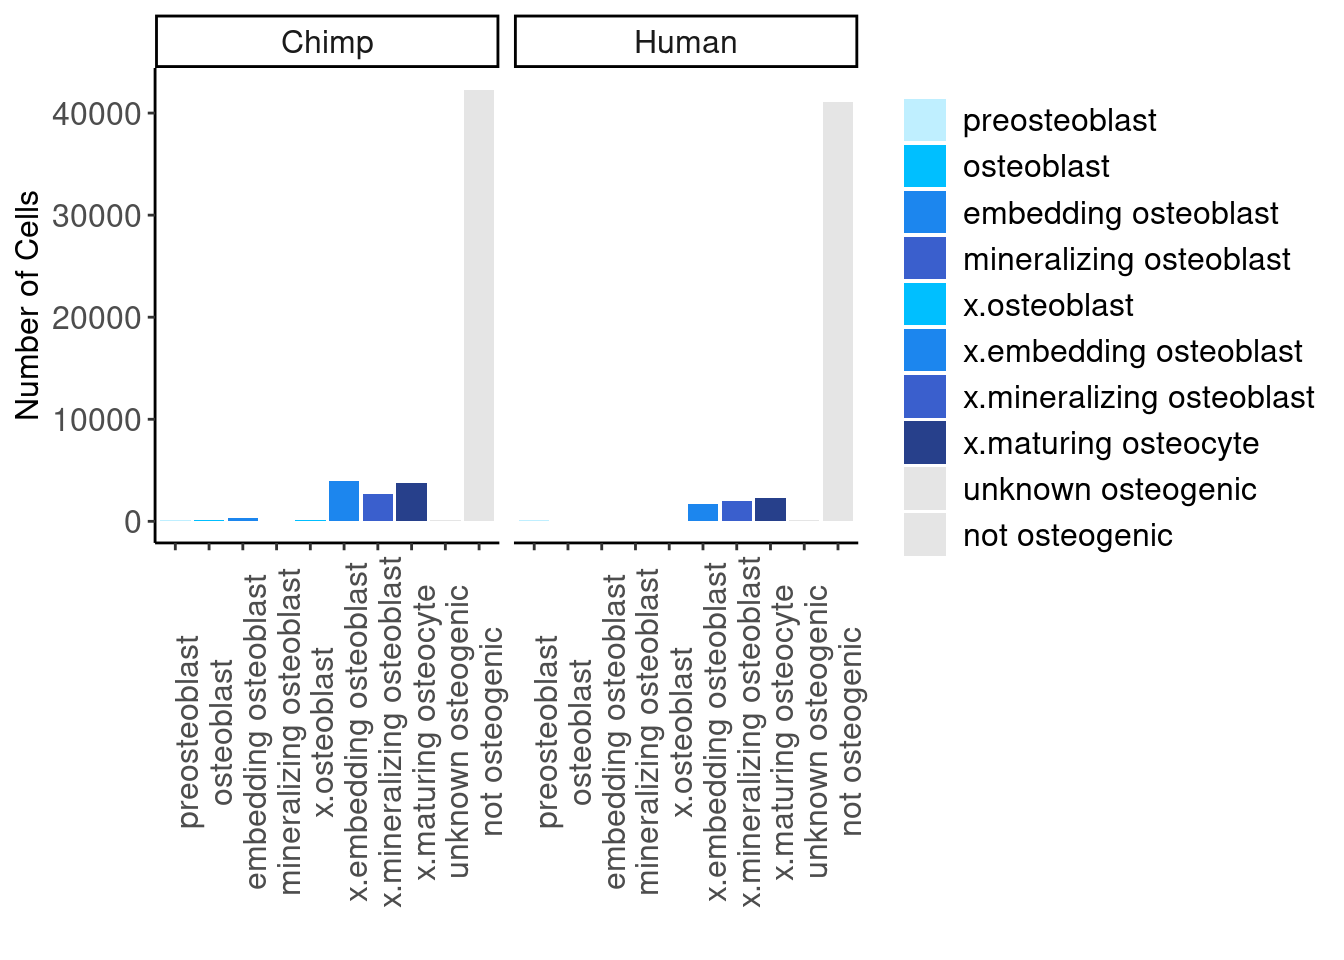 Chimp
Human
Number of Cells
40000
30000
20000
10000
0
preosteoblast
osteoblast
embedding osteoblast
mineralizing osteoblast
x.osteoblast
x.embedding osteoblast
x.mineralizing osteoblast
x.maturing osteocyte
unknown osteogenic
not osteogenic
preosteoblast
osteoblast
embedding osteoblast
mineralizing osteoblast
x.osteoblast
x.embedding osteoblast
x.mineralizing osteoblast
x.maturing osteocyte
unknown osteogenic
not osteogenic
preosteoblast
osteoblast
embedding osteoblast
mineralizing osteoblast
x.osteoblast
x.embedding osteoblast
x.mineralizing osteoblast
x.maturing osteocyte
unknown osteogenic
not osteogenic